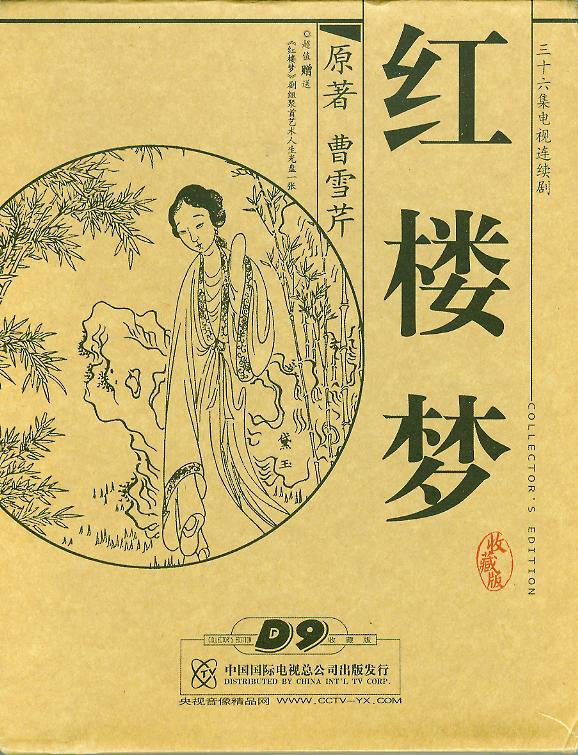 三十六集电视连续剧
红楼梦
COLLECTOR'S EDITION
收藏版
原著 曹雪芹
◎超值赠送
《红楼梦》剧组聚首艺术人生光盘一张
黛玉
COLLECTOR'S EDITION D9 收藏版
TV 中国国际电视总公司出版发行
DISTRIBUTED BY CHINA INT'L TV CORP.
央视音像精品网 WWW.CCTV-YX.COM